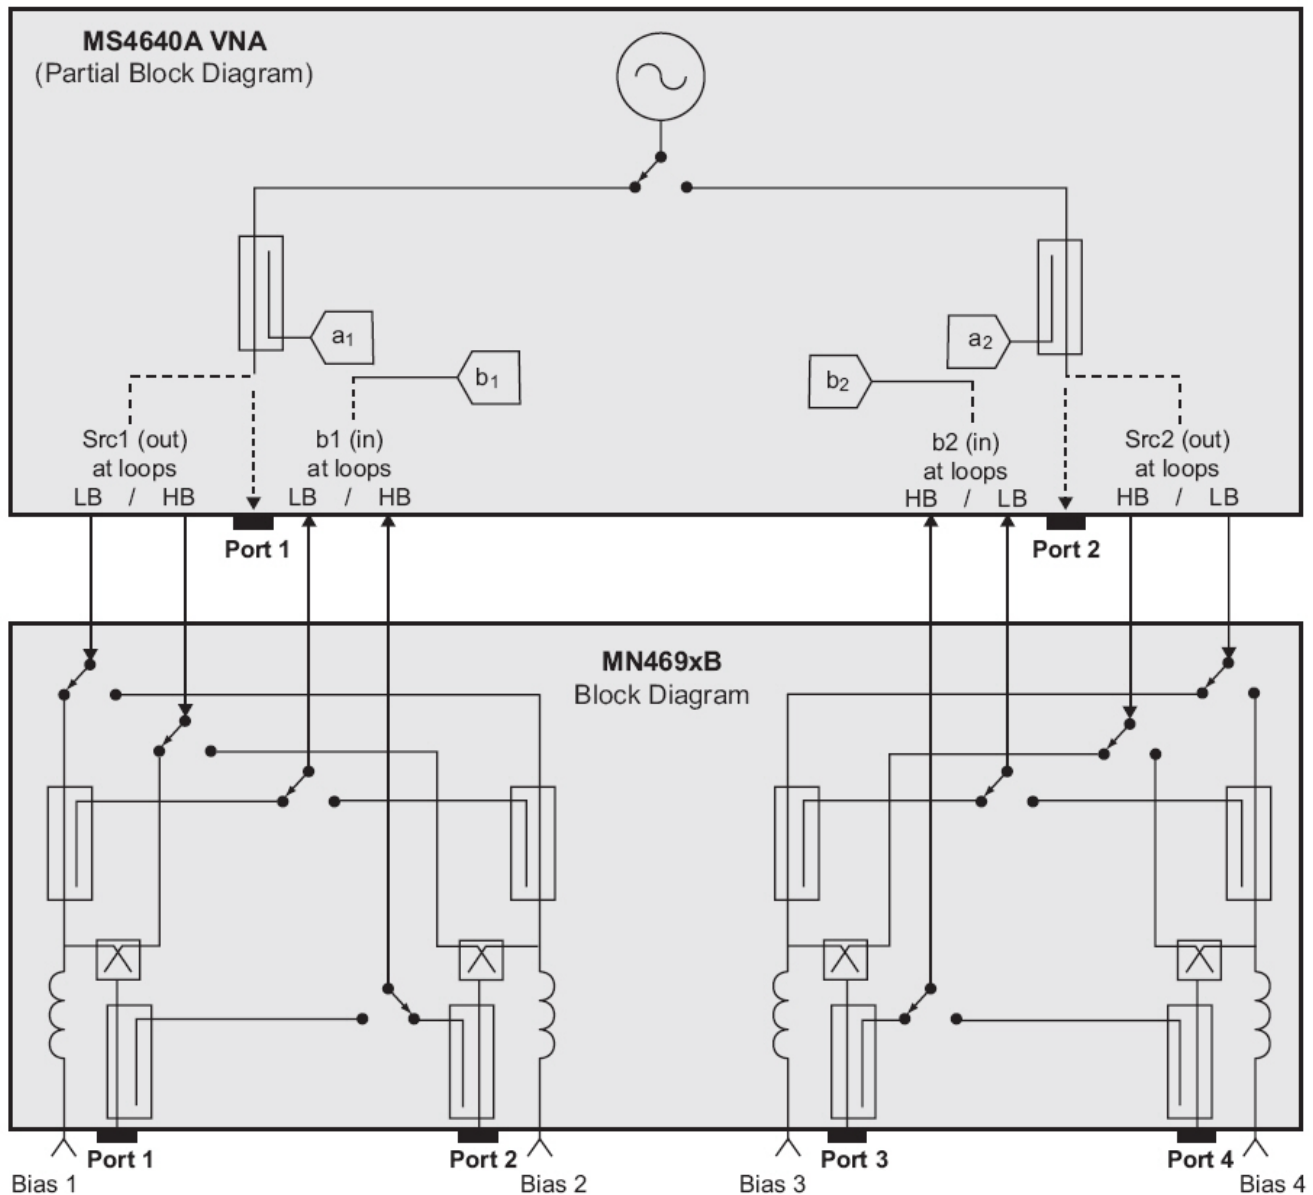 MS4640A VNA
(Partial Block Diagram)
a1
b1
a2
b2
Src1 (out)
at loops
LB / HB
b1 (in)
at loops
LB / HB
b2 (in)
at loops
HB / LB
Src2 (out)
at loops
HB / LB
Port 1
Port 2
MN469xB
Block Diagram
Port 1
Port 2
Port 3
Port 4
Bias 1
Bias 2
Bias 3
Bias 4